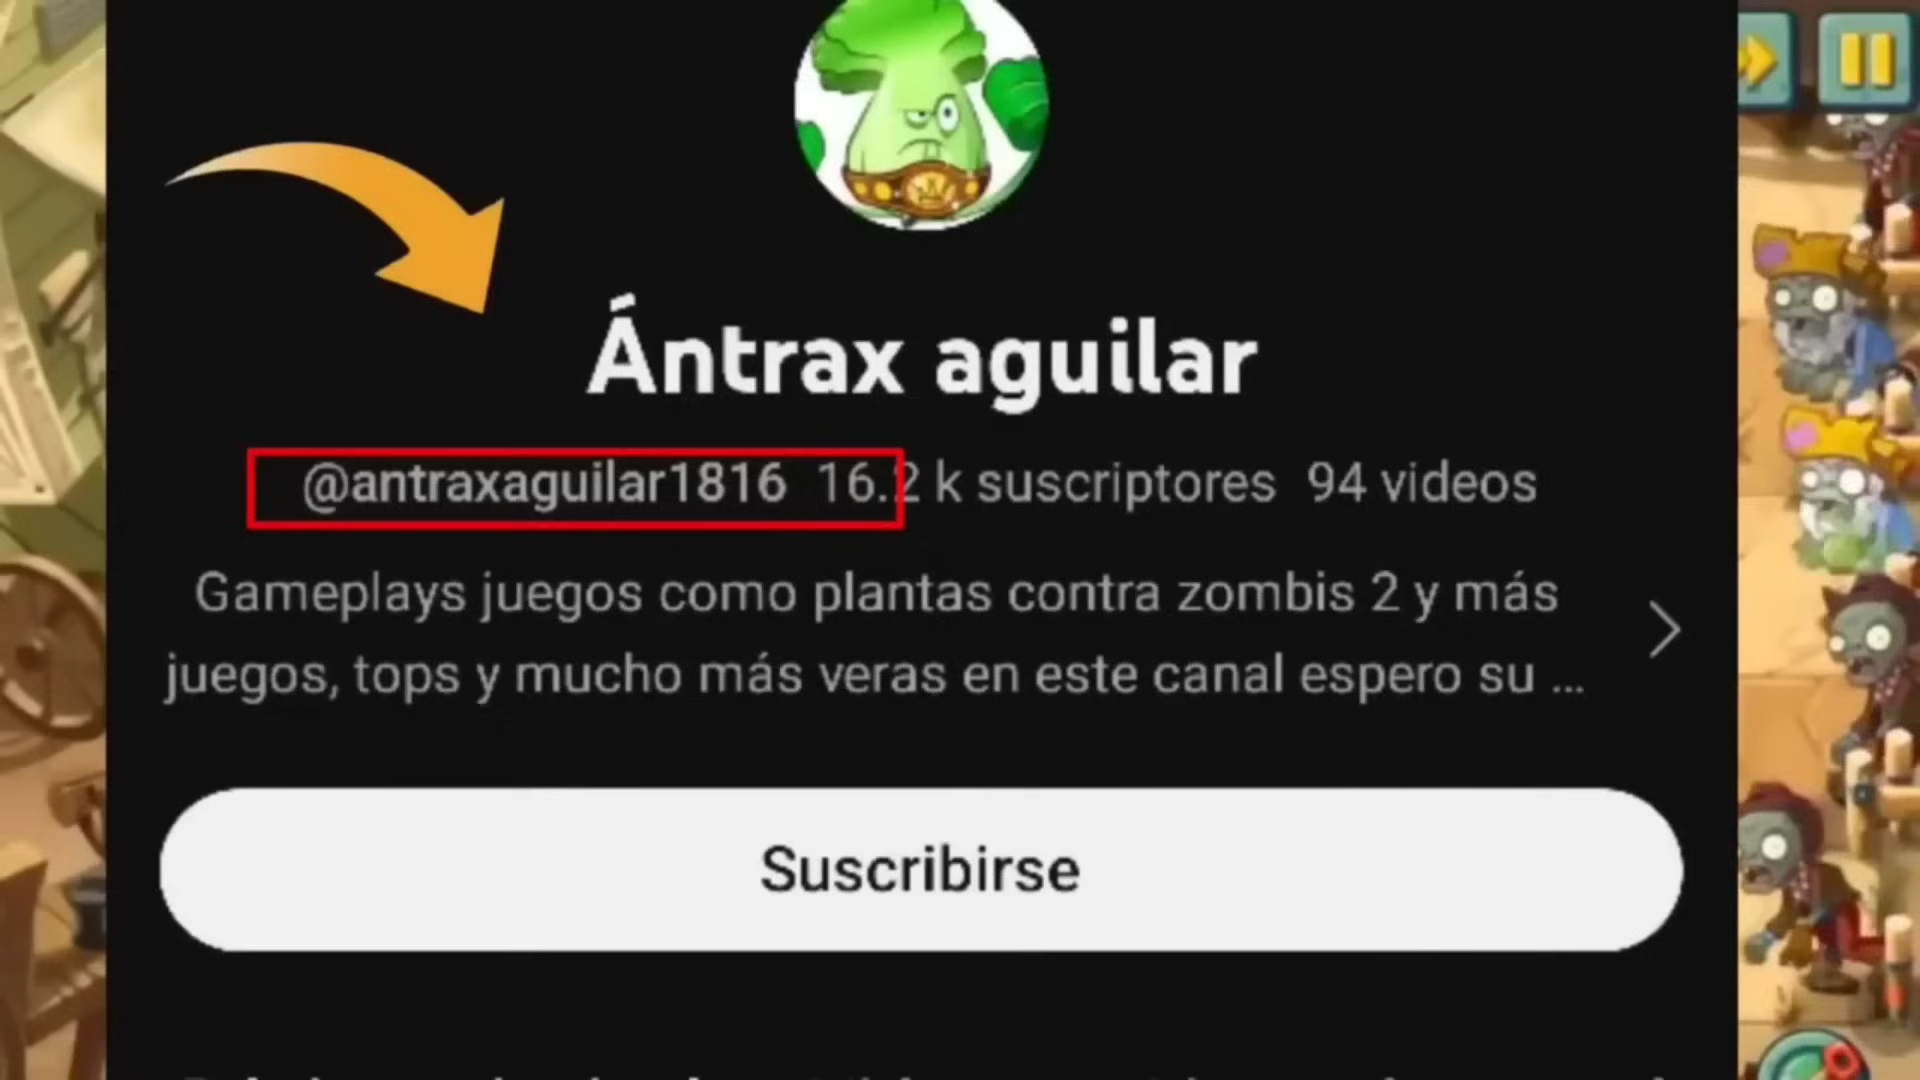 Ántrax aguilar
@antraxaguilar1816 16.2 k suscriptores 94 videos
Gameplays juegos como plantas contra zombis 2 y más
juegos, tops y mucho más veras en este canal espero su ...
Suscribirse